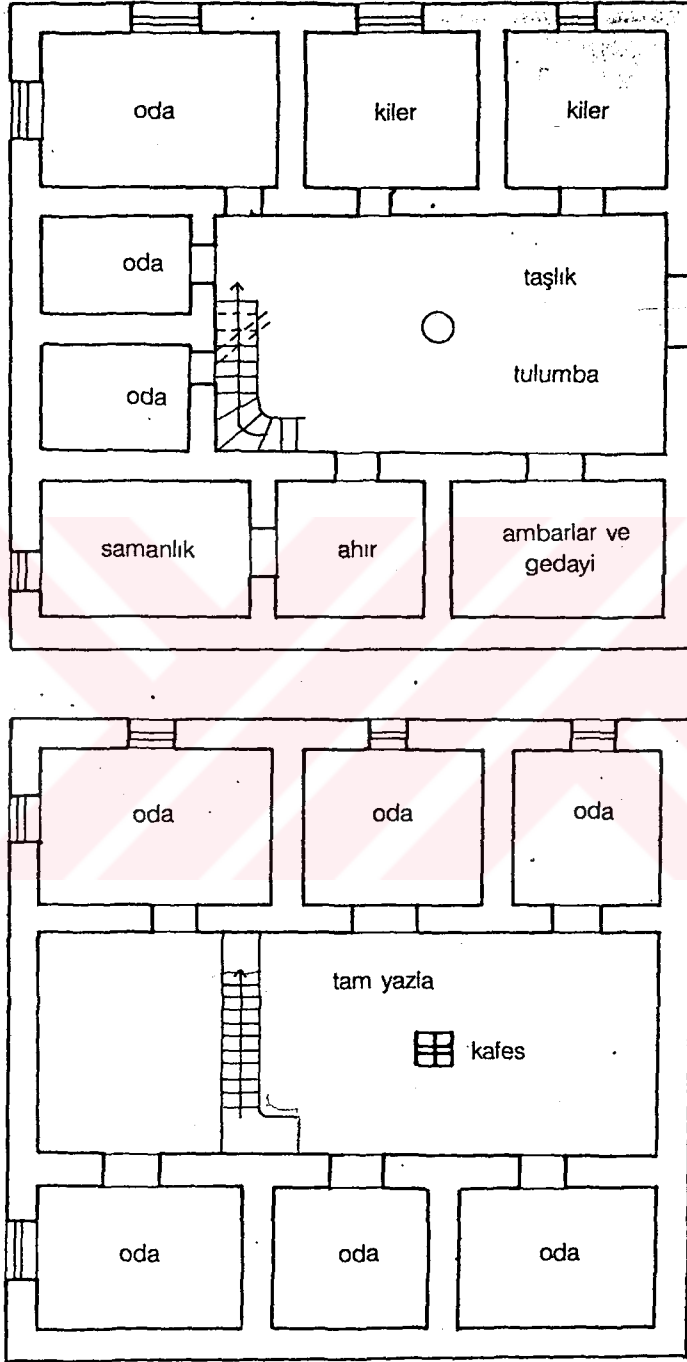 oda
kiler
kiler
oda
taşlık
oda
tulumba
samanlık
ahır
ambarlar ve
gedayi
oda
oda
oda
tam yazla
kafes
oda
oda
oda